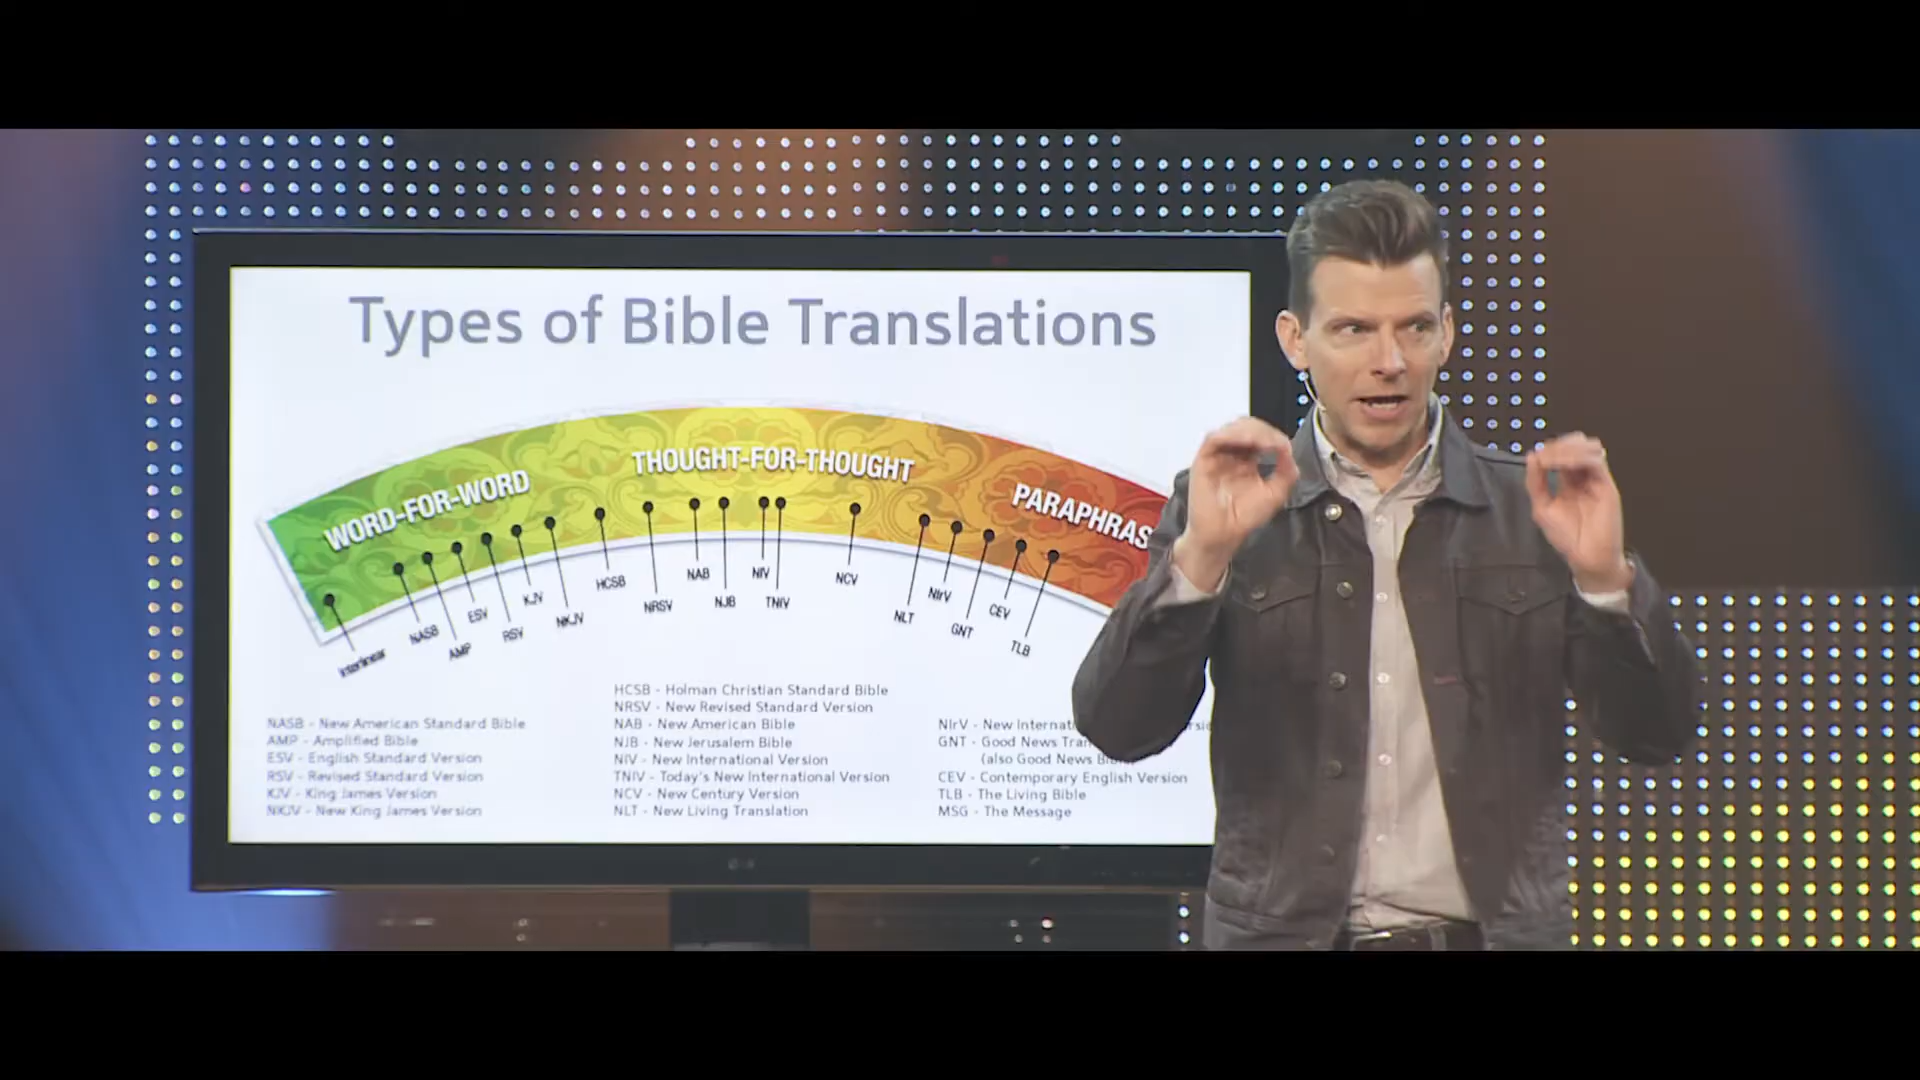 Types of Bible Translations
WORD-FOR-WORD
THOUGHT-FOR-THOUGHT
PARAPHRAS
Interlinear
NASB
AMP
ESV
RSV
KJV
NKJV
HCSB
NRSV
NAB
NJB
NIV
TNIV
NCV
NLT
NIrV
GNT
CEV
TLB
NASB - New American Standard Bible
AMP - Amplified Bible
ESV - English Standard Version
RSV - Revised Standard Version
KJV - King James Version
NKJV - New King James Version
HCSB - Holman Christian Standard Bible
NRSV - New Revised Standard Version
NAB - New American Bible
NJB - New Jerusalem Bible
NIV - New International Version
TNIV - Today's New International Version
NCV - New Century Version
NLT - New Living Translation
NIrV - New Internati
GNT - Good News Tran
(also Good News Bib
CEV - Contemporary English Version
TLB - The Living Bible
MSG - The Message